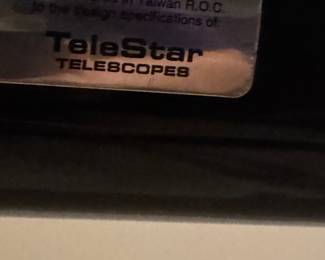 in Taiwan R.O.C.
to the design specifications of:
TeleStar
TELESCOPES